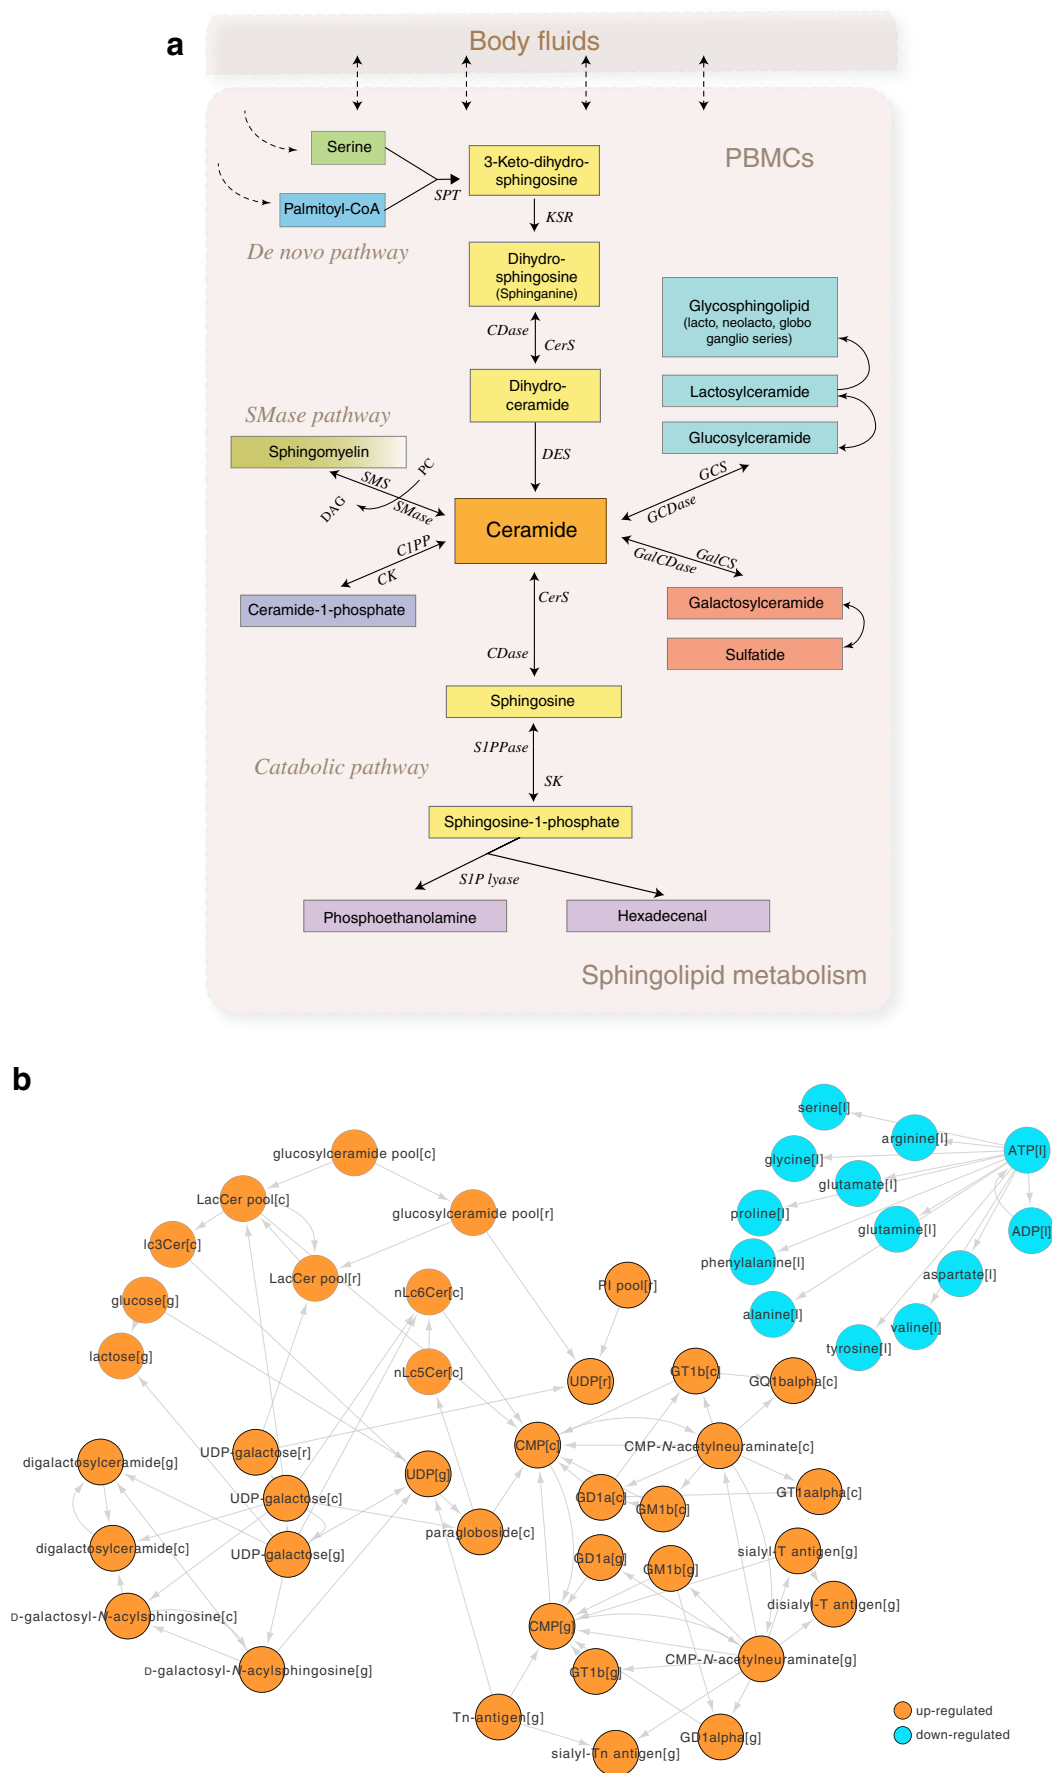 a
Body fluids
PBMCs
Serine
Palmitoyl-CoA
SPT
3-Keto-dihydro-
sphingosine
KSR
De novo pathway
Dihydro-
sphingosine
(Sphinganine)
CDase
CerS
Dihydro-
ceramide
DES
Glycosphingolipid
(lacto, neolacto, globo
ganglio series)
Lactosylceramide
Glucosylceramide
SMase pathway
Sphingomyelin
SMS
SMase
PC
DAG
GCS
GCDase
Ceramide
C1PP
CK
GalCS
GalCDase
Ceramide-1-phosphate
CerS
CDase
Galactosylceramide
Sulfatide
Sphingosine
S1PPase
SK
Catabolic pathway
Sphingosine-1-phosphate
S1P lyase
Phosphoethanolamine
Hexadecenal
Sphingolipid metabolism
b
serine[l]
arginine[l]
ATP[l]
glycine[l]
glutamate[l]
proline[l]
glutamine[l]
ADP[l]
phenylalanine[l]
aspartate[l]
alanine[l]
valine[l]
tyrosine[l]
glucosylceramide pool[c]
LacCer pool[c]
glucosylceramide pool[r]
lc3Cer[c]
LacCer pool[r]
nLc6Cer[c]
PI pool[r]
glucose[g]
lactose[g]
nLc5Cer[c]
UDP[r]
GT1b[c]
GQ1balpha[c]
UDP-galactose[r]
CMP[c]
CMP-N-acetylneuraminate[c]
digalactosylceramide[g]
UDP[g]
UDP-galactose[c]
GD1a[c]
GM1b[c]
GT1aalpha[c]
paragloboside[c]
digalactosylceramide[c]
UDP-galactose[g]
GD1a[g]
GM1b[g]
sialyl-T antigen[g]
disialyl-T antigen[g]
D-galactosyl-N-acylsphingosine[c]
CMP[g]
CMP-N-acetylneuraminate[g]
D-galactosyl-N-acylsphingosine[g]
GT1b[g]
Tn-antigen[g]
GD1alpha[g]
sialyl-Tn antigen[g]
up-regulated
down-regulated